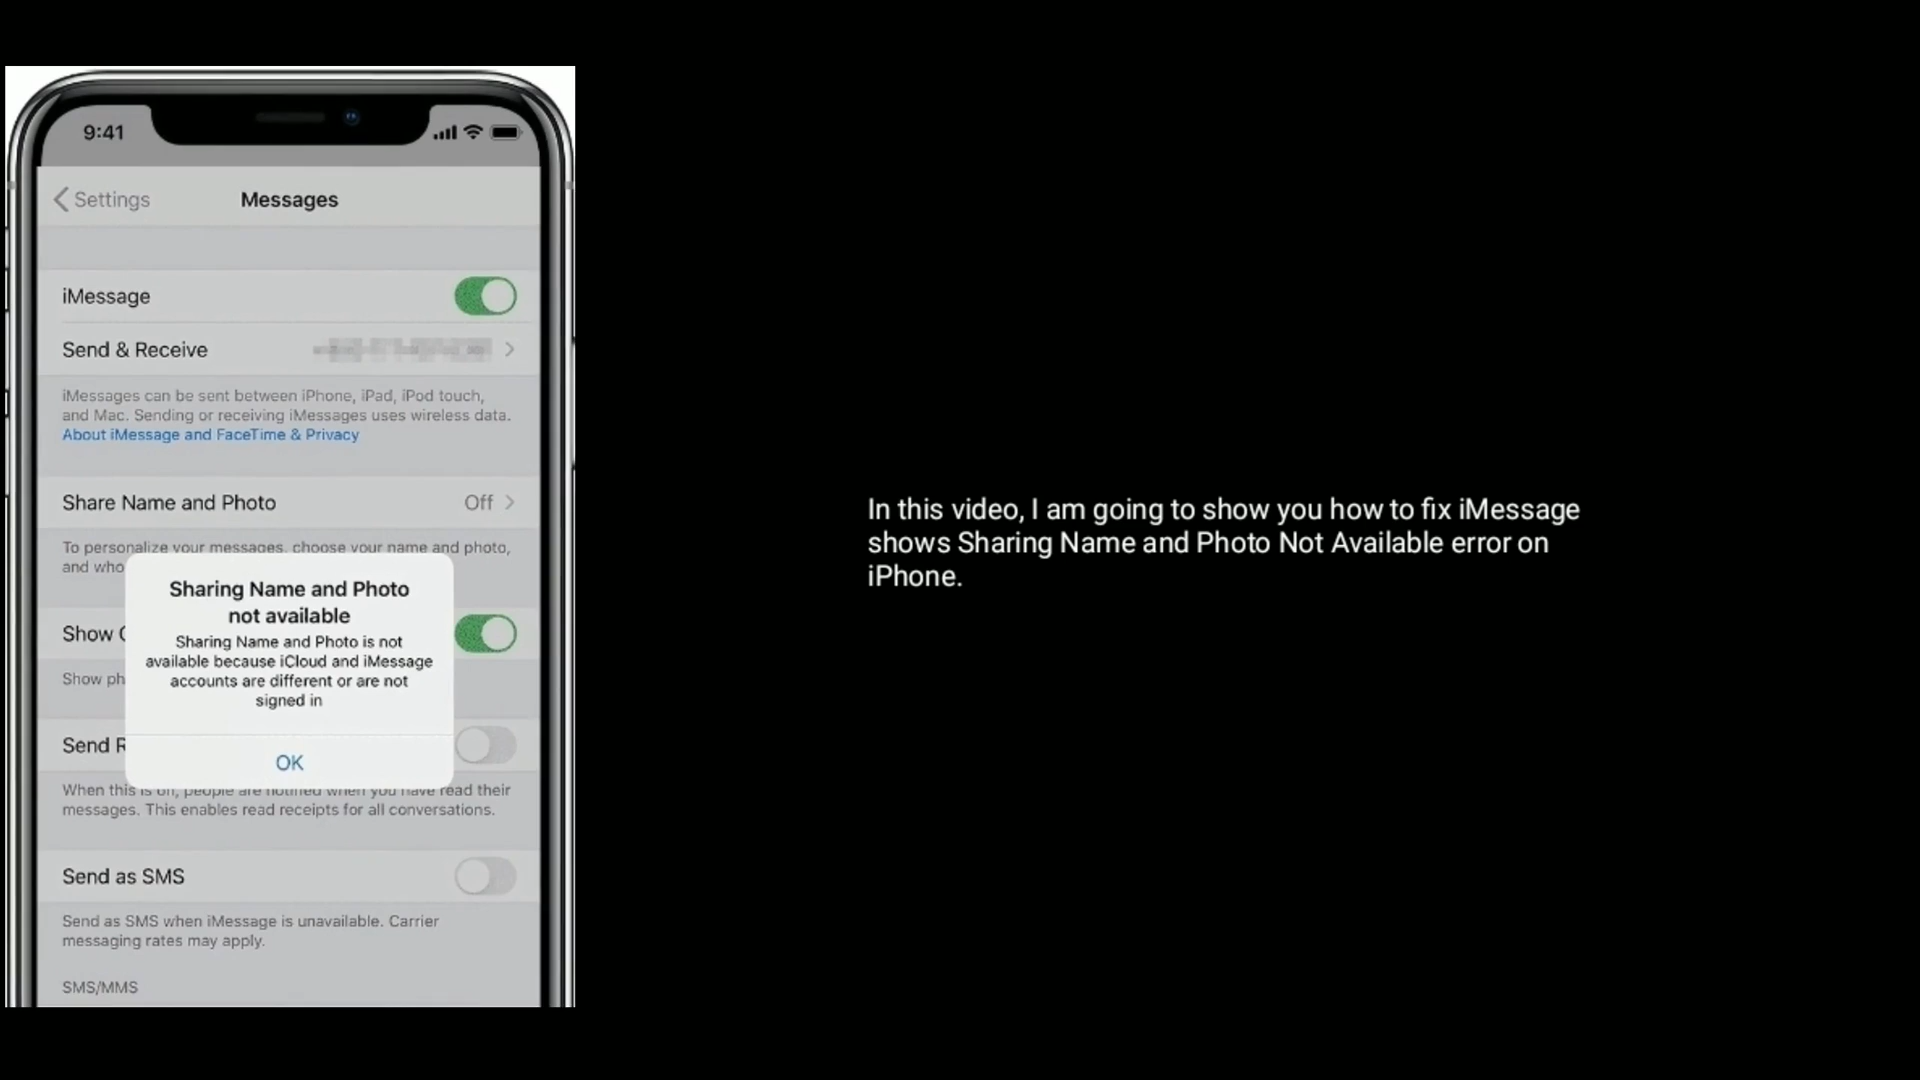 9:41
Settings
Messages
iMessage
Send & Receive
iMessages can be sent between iPhone, iPad, iPod touch,
and Mac. Sending or receiving iMessages uses wireless data.
About iMessage and FaceTime & Privacy
Share Name and Photo Off
To personalize your messages, choose your name and photo,
and who
Sharing Name and Photo
not available
Sharing Name and Photo is not
available because iCloud and iMessage
accounts are different or are not
signed in
OK
Show
Show ph
Send R
When this is on, people are notified when you have read their
messages. This enables read receipts for all conversations.
Send as SMS
Send as SMS when iMessage is unavailable. Carrier
messaging rates may apply.
SMS/MMS
In this video, I am going to show you how to fix iMessage
shows Sharing Name and Photo Not Available error on
iPhone.